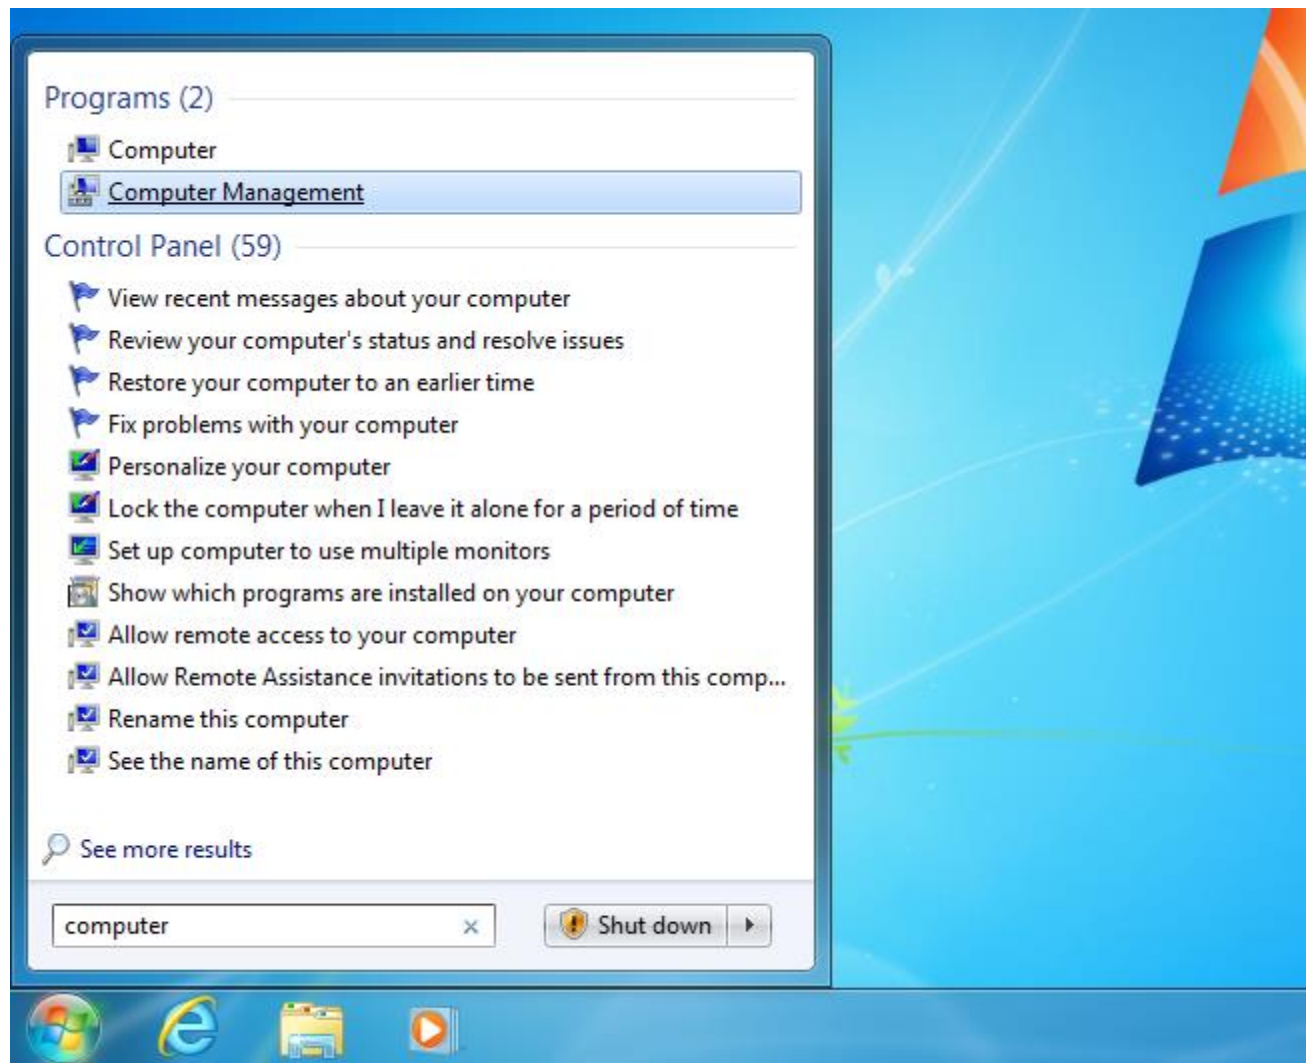 Programs (2)
Computer
Computer Management
Control Panel (59)
View recent messages about your computer
Review your computer's status and resolve issues
Restore your computer to an earlier time
Fix problems with your computer
Personalize your computer
Lock the computer when I leave it alone for a period of time
Set up computer to use multiple monitors
Show which programs are installed on your computer
Allow remote access to your computer
Allow Remote Assistance invitations to be sent from this comp...
Rename this computer
See the name of this computer
See more results
computer
Shut down